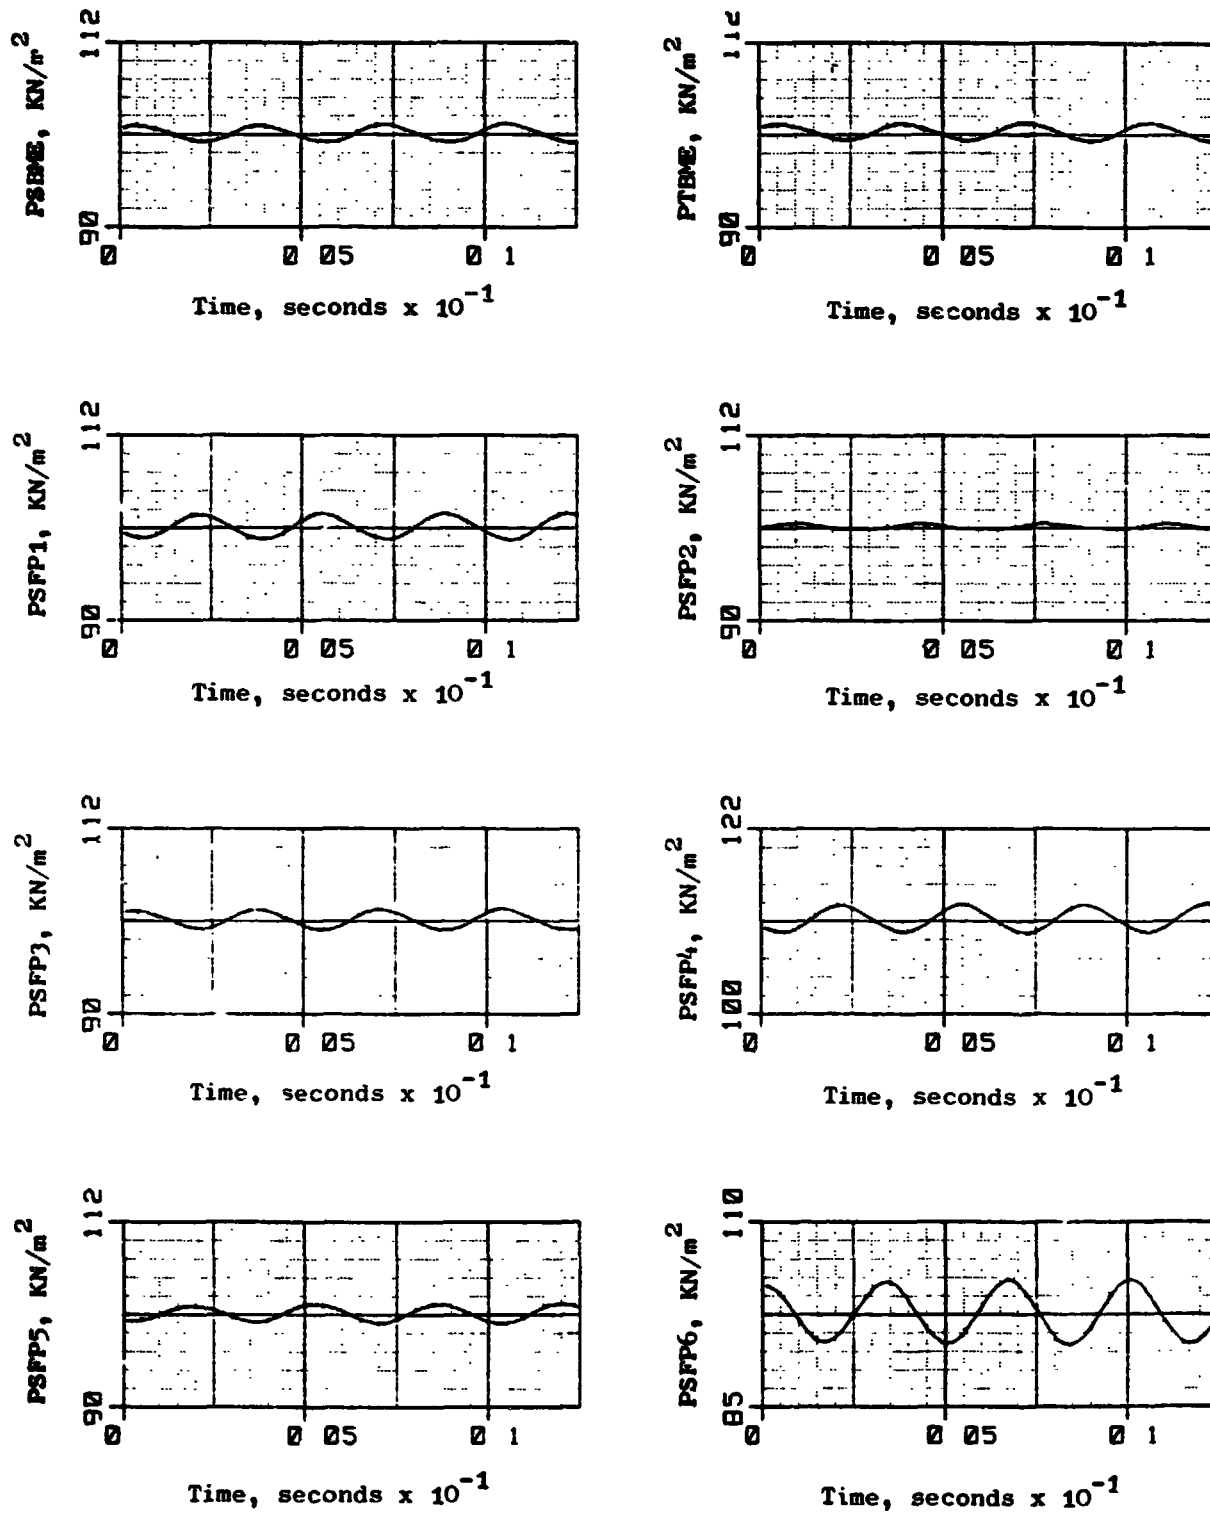 112
PSBME, KN/m²
90
0 0 05 0 1
Time, seconds x 10⁻¹
112
PTBME, KN/m²
90
0 0 05 0 1
Time, seconds x 10⁻¹
112
PSFP1, KN/m²
90
0 0 05 0 1
Time, seconds x 10⁻¹
112
PSFP2, KN/m²
90
0 0 05 0 1
Time, seconds x 10⁻¹
112
PSFP3, KN/m²
90
0 0 05 0 1
Time, seconds x 10⁻¹
122
PSFP4, KN/m²
100
0 0 05 0 1
Time, seconds x 10⁻¹
112
PSFP5, KN/m²
90
0 0 05 0 1
Time, seconds x 10⁻¹
110
PSFP6, KN/m²
85
0 0 05 0 1
Time, seconds x 10⁻¹